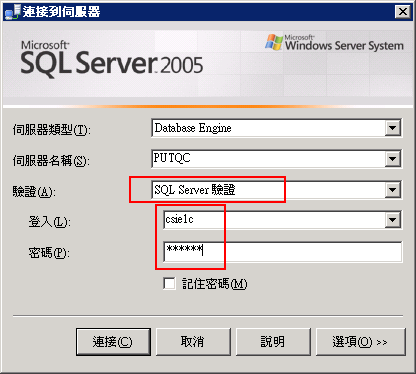 連接到伺服器
Microsoft
SQL Server 2005
Microsoft
Windows Server System
伺服器類型(T): Database Engine
伺服器名稱(S): PUTQC
驗證(A): SQL Server 驗證
登入(L): csie1c
密碼(P): ******
記住密碼(M)
連接(C) 取消 說明 選項(O) >>